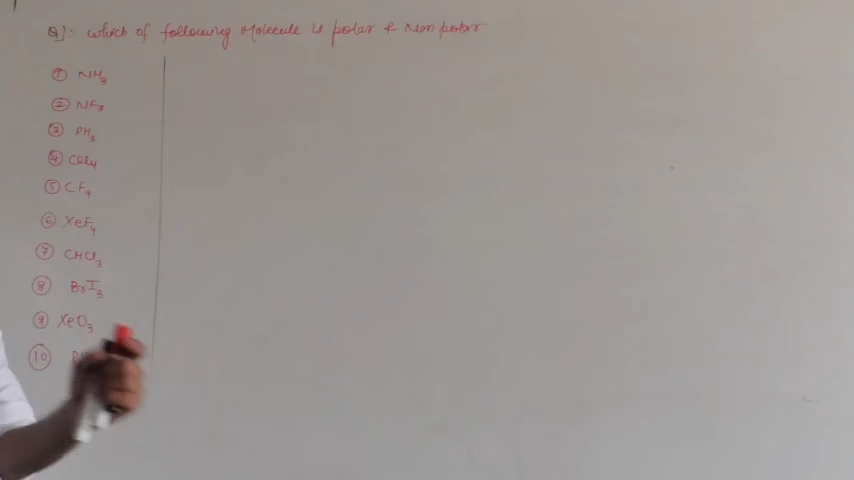 Q]:- which of following Molecule is polar & Non polar
① NH₃
② NF₃
③ PH₃
④ CCl₄
⑤ CF₄
⑥ XeF₄
⑦ CHCl₃
⑧ BrI₃
⑨ XeO₃
⑩